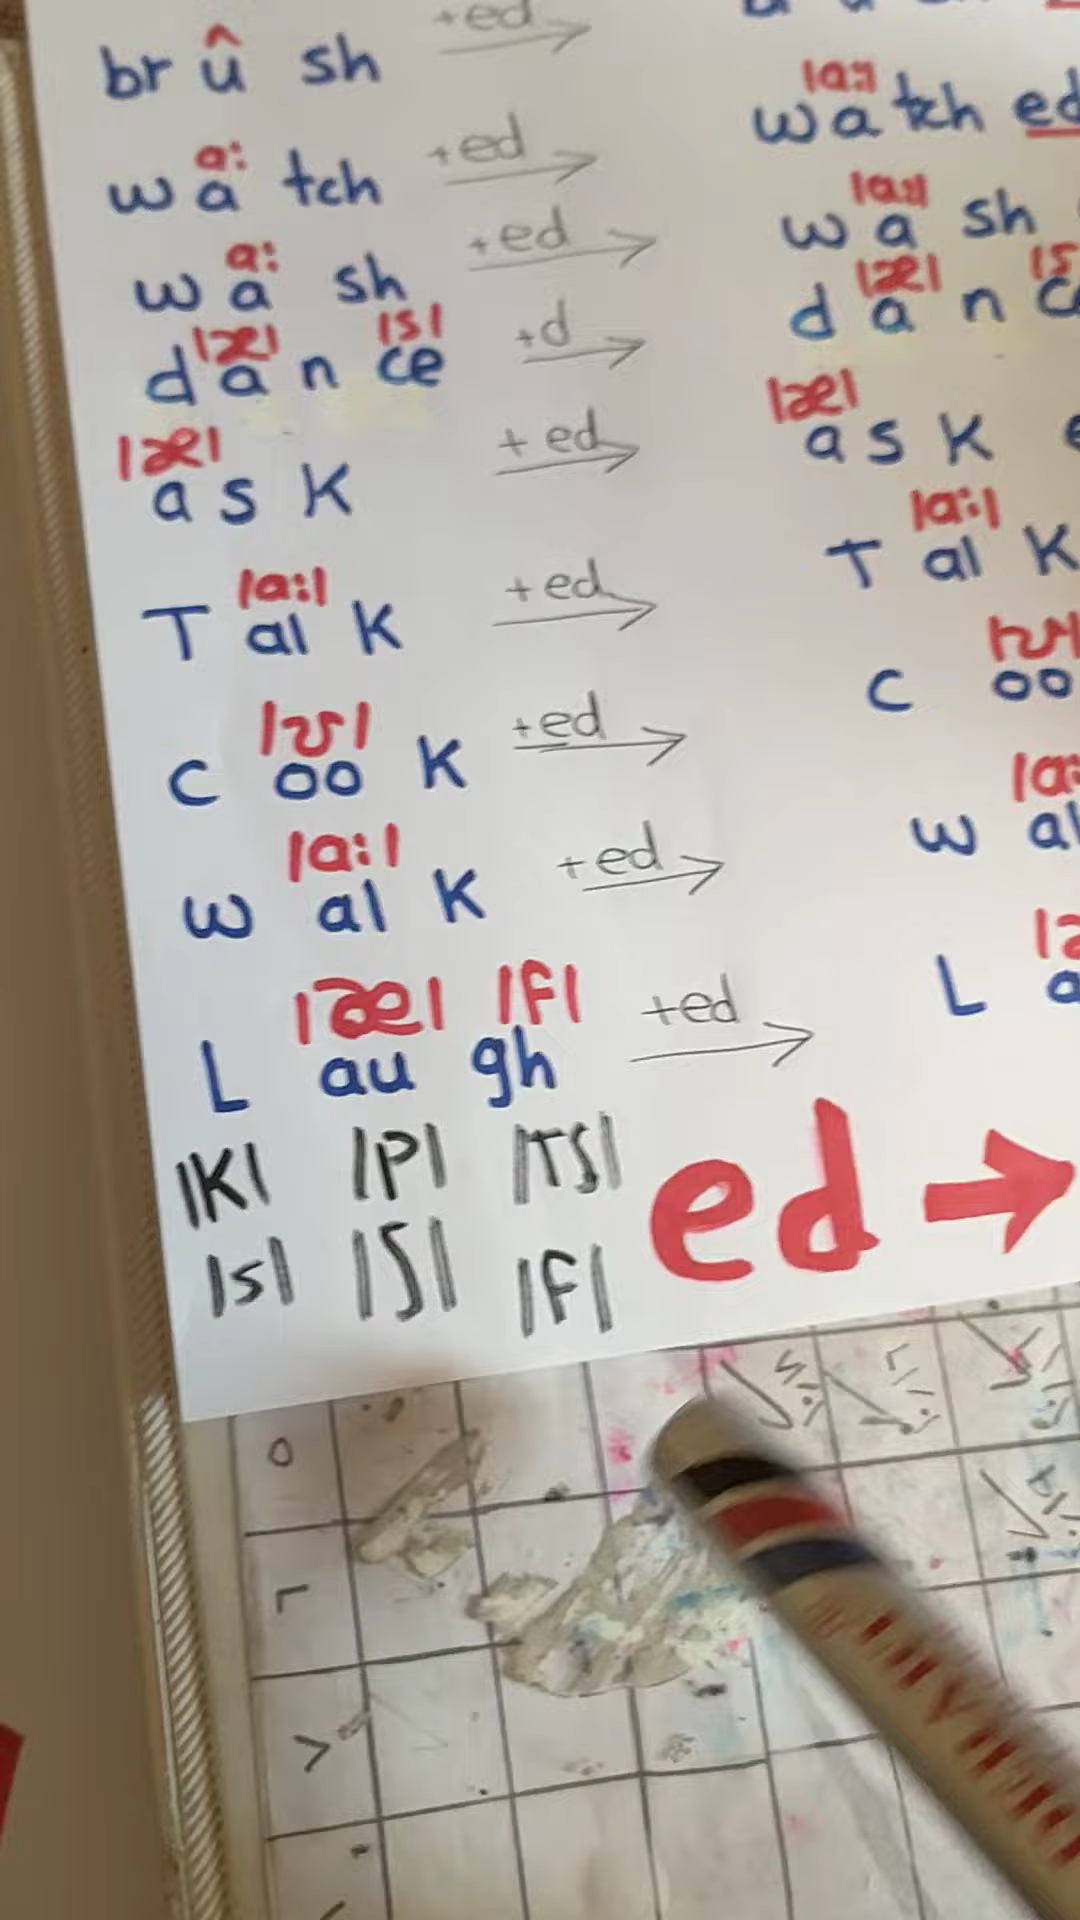 br û sh +ed
|a:|
w a tch ed
a:
w a tch +ed
|a:|
w a sh
a:
w a sh +ed
|æ| |s|
d a n ce +d
|æ|
d a n
|æ|
a s K +ed
|æ|
a s K
|a:|
T al K +ed
|a:|
T al K
|ʊ|
c oo K +ed
|ʊ|
c oo
|a:|
w al K +ed
w al
|æ| |f|
L au gh +ed
L a
|K| |P| |TS|
|s| |ʃ| |f|
ed →